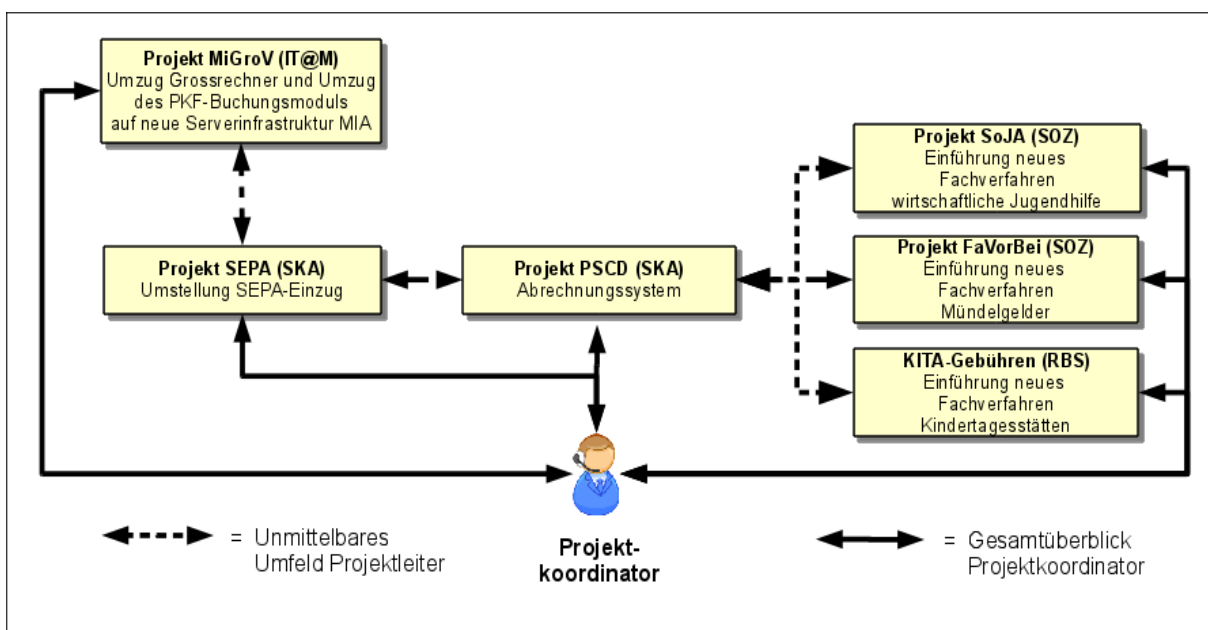 Projekt MiGroV (IT@M)
Umzug Grossrechner und Umzug
des PKF-Buchungsmoduls
auf neue Serverinfrastruktur MIA
Projekt SEPA (SKA)
Umstellung SEPA-Einzug
Projekt PSCD (SKA)
Abrechnungssystem
Projekt SoJA (SOZ)
Einführung neues
Fachverfahren
wirtschaftliche Jugendhilfe
Projekt FaVorBei (SOZ)
Einführung neues
Fachverfahren
Mündelgelder
KITA-Gebühren (RBS)
Einführung neues
Fachverfahren
Kindertagesstätten
= Unmittelbares
Umfeld Projektleiter
Projekt-
koordinator
= Gesamtüberblick
Projektkoordinator